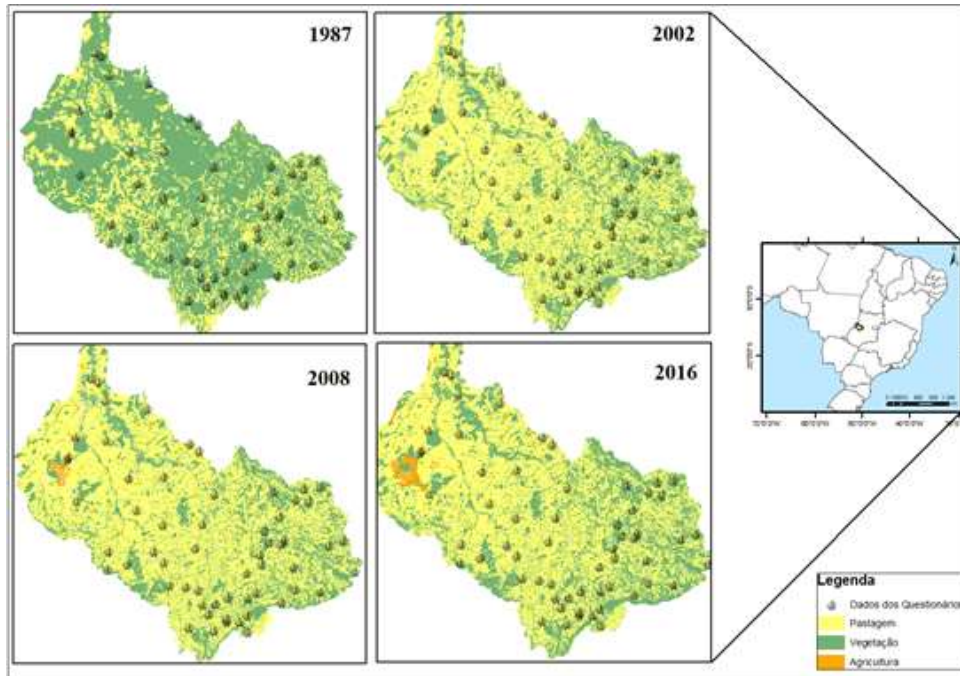 1987
2002
2008
2016
Legenda
Dados dos Questionário
Pastagem
Vegetação
Agricultura